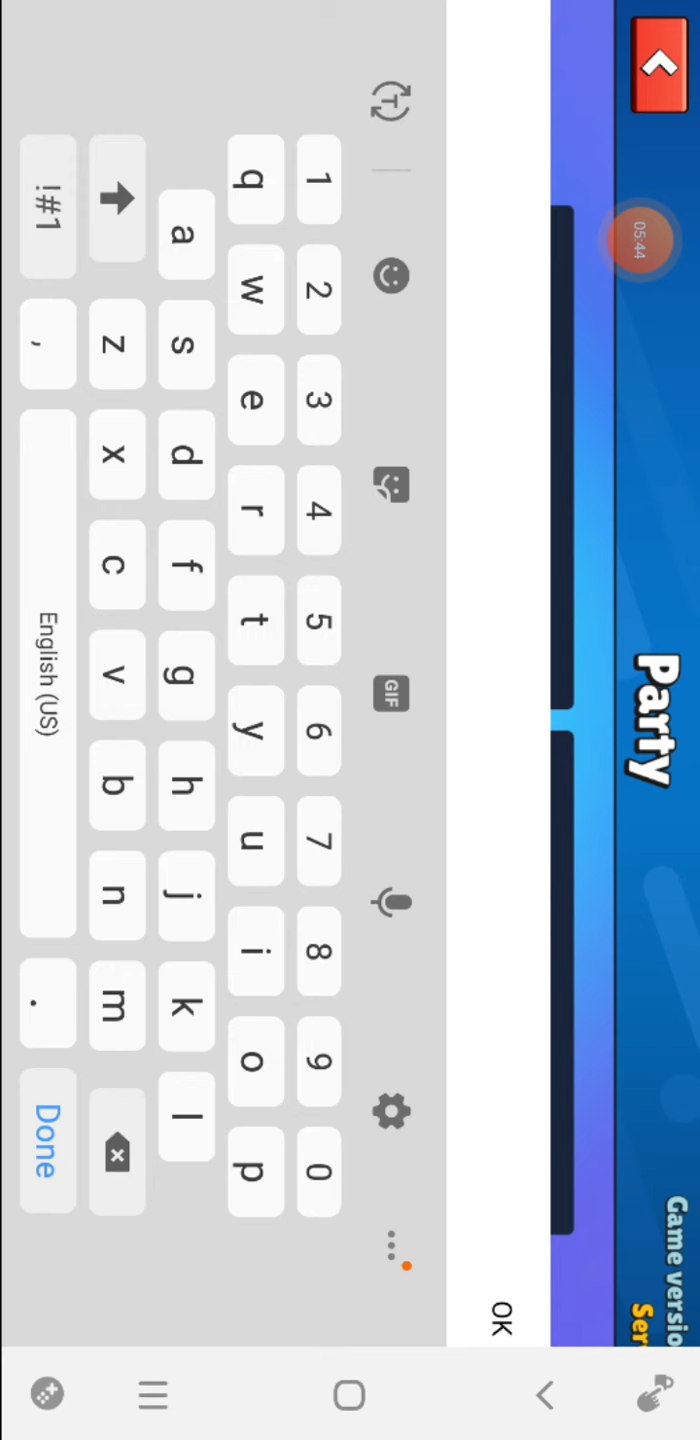 Game versio
Party
Ser
05:44
OK
GIF
1 2 3 4 5 6 7 8 9 0
q w e r t y u i o p
a s d f g h j k l
z x c v b n m
!#1 , English (US) . Done